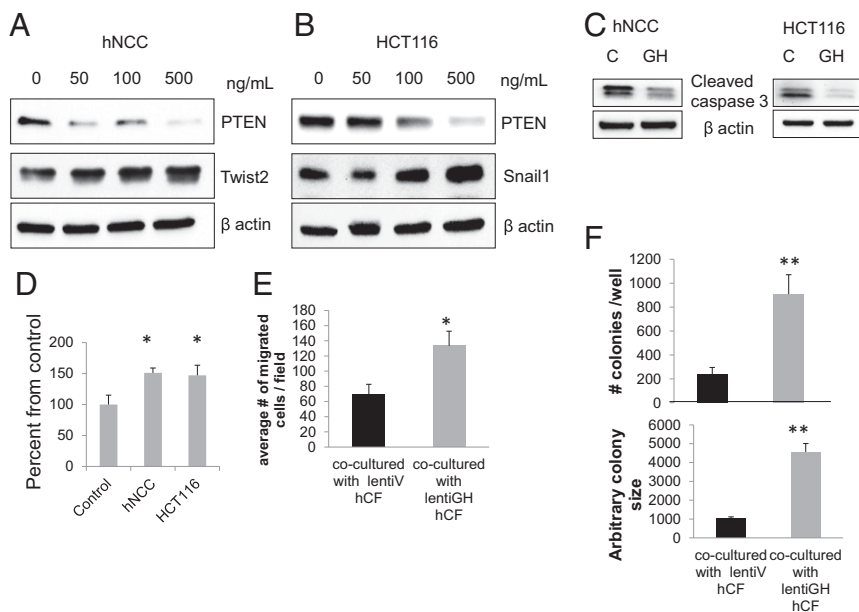 A
hNCC
0 50 100 500 ng/mL
PTEN
Twist2
β actin
B
HCT116
0 50 100 500 ng/mL
PTEN
Snail1
β actin
C
hNCC
HCT116
C GH
C GH
Cleaved
caspase 3
β actin
D
Percent from control
200
150
100
50
0
Control
hNCC
HCT116
*
*
E
average # of migrated
cells / field
180
160
140
120
100
80
60
40
20
0
*
co-cultured
with lentiV
hCF
co-cultured
with
lentiGH
hCF
F
# colonies /well
1200
1000
800
600
400
200
0
**
Arbitrary colony
size
6000
5000
4000
3000
2000
1000
0
**
co-cultured
with lentiV
hCF
co-cultured
with
lentiGH
hCF